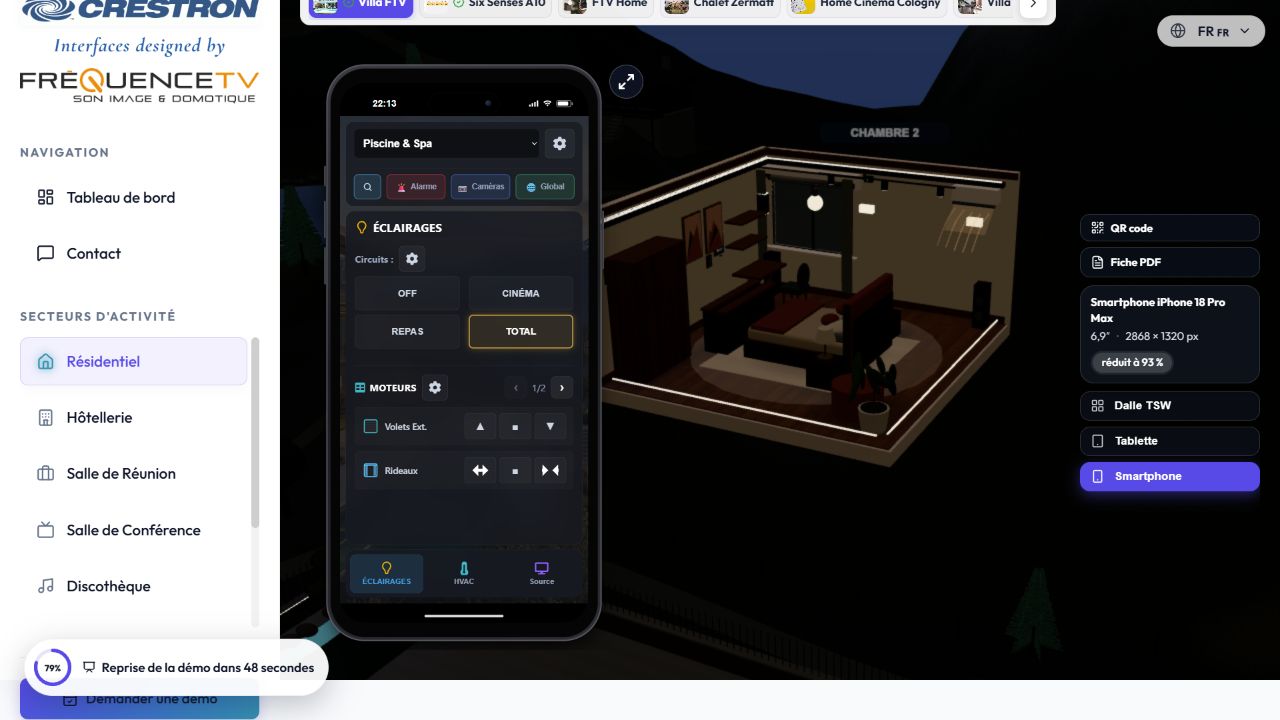 CRESTRON
Interfaces designed by
FRÉQUENCETV
SON IMAGE & DOMOTIQUE
NAVIGATION
Tableau de bord
Contact
SECTEURS D'ACTIVITÉ
Résidentiel
Hôtellerie
Salle de Réunion
Salle de Conférence
Discothèque
79%
Reprise de la démo dans 48 secondes
Demander une démo
Villa FTV
Six Senses A10
FTV Home
Chalet Zermatt
Home Cinema Cologny
Villa
FR FR
22:13
Piscine & Spa
Alarme
Caméras
Global
ÉCLAIRAGES
Circuits :
OFF
CINÉMA
REPAS
TOTAL
MOTEURS
1/2
Volets Ext.
Rideaux
ÉCLAIRAGES
HVAC
Source
CHAMBRE 2
QR code
Fiche PDF
Smartphone iPhone 18 Pro
Max
6,9" · 2868 × 1320 px
réduit à 93 %
Dalle TSW
Tablette
Smartphone